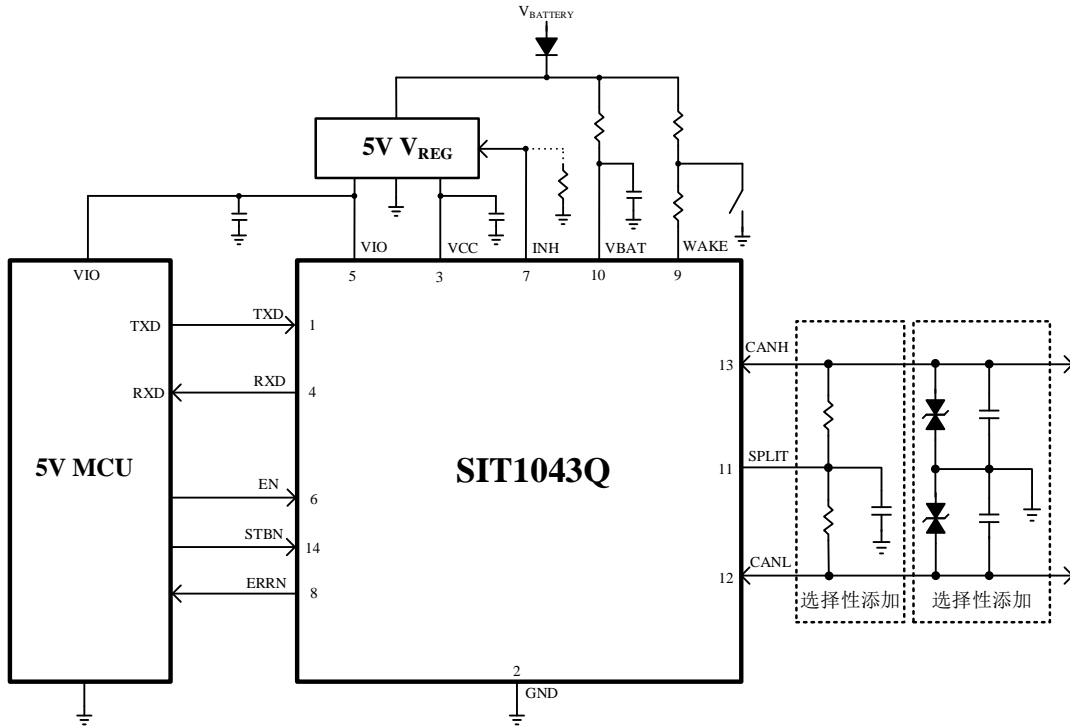 VBATTERY
5V VREG
VIO
VCC
INH
VBAT
WAKE
5
3
7
10
9
VIO
TXD
TXD
1
RXD
RXD
4
5V MCU
EN
6
STBN
14
ERRN
8
SIT1043Q
13
CANH
11
SPLIT
12
CANL
选择性添加
选择性添加
2
GND